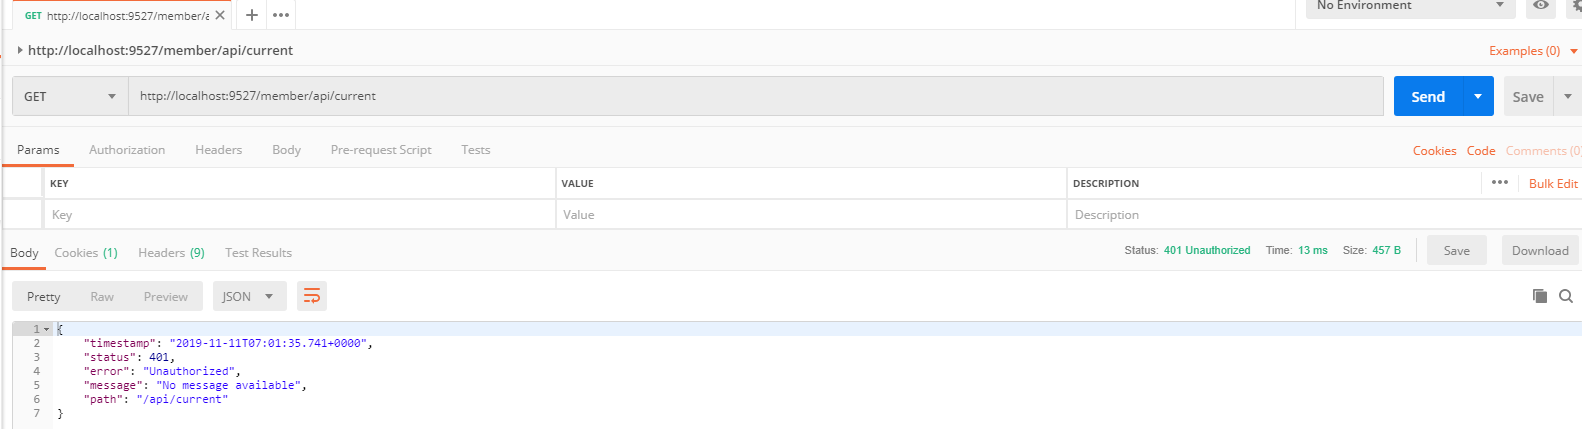 GET http://localhost:9527/member/a
No Environment
http://localhost:9527/member/api/current
Examples (0)
GET http://localhost:9527/member/api/current Send Save
Params Authorization Headers Body Pre-request Script Tests Cookies Code Comments (0)
KEY VALUE DESCRIPTION Bulk Edit
Key Value Description
Body Cookies (1) Headers (9) Test Results Status: 401 Unauthorized Time: 13 ms Size: 457 B Save Download
Pretty Raw Preview JSON
1 {
2 "timestamp": "2019-11-11T07:01:35.741+0000",
3 "status": 401,
4 "error": "Unauthorized",
5 "message": "No message available",
6 "path": "/api/current"
7 }